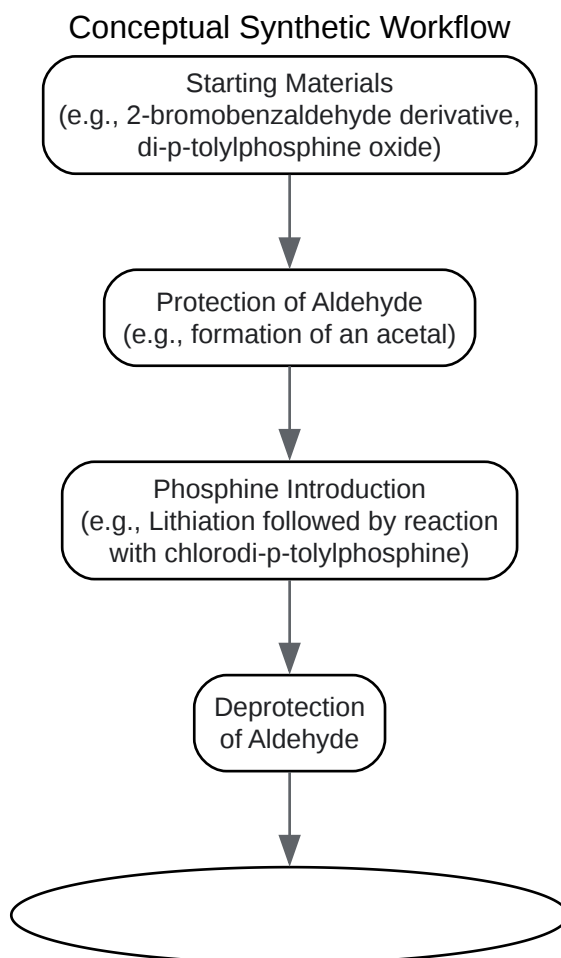 Conceptual Synthetic Workflow
Starting Materials
(e.g., 2-bromobenzaldehyde derivative,
di-p-tolylphosphine oxide)
Protection of Aldehyde
(e.g., formation of an acetal)
Phosphine Introduction
(e.g., Lithiation followed by reaction
with chlorodi-p-tolylphosphine)
Deprotection
of Aldehyde